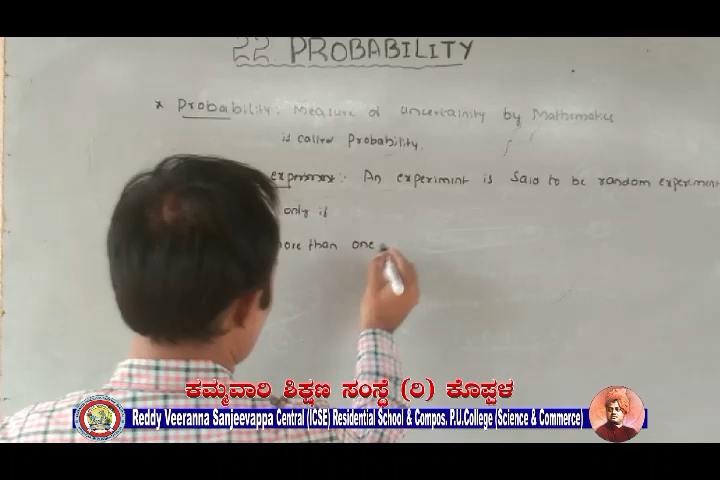 22 PROBABILITY
* Probability:- Measure of uncertainity by Mathematics
is called Probability.
experiment:- An experiment is said to be random experiment
only if
more than one
ಕಮ್ಮವಾರಿ ಶಿಕ್ಷಣ ಸಂಸ್ಥೆ (ರಿ) ಕೊಪ್ಪಳ
Reddy Veeranna Sanjeevappa Central (ICSE) Residential School & Compos. P.U.College (Science & Commerce)